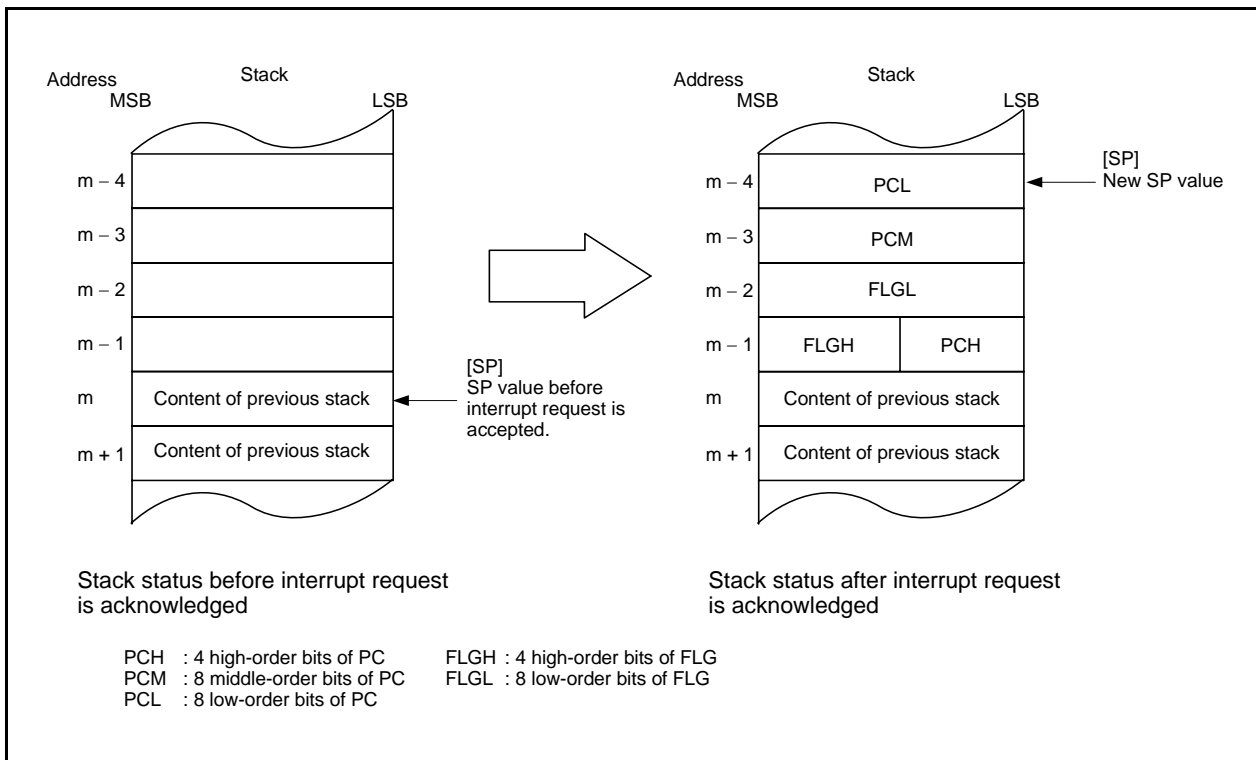 Address
MSB
Stack
LSB
m – 4
m – 3
m – 2
m – 1
m
Content of previous stack
m + 1
Content of previous stack
[SP]
SP value before
interrupt request is
accepted.
Stack status before interrupt request
is acknowledged
Address
MSB
Stack
LSB
m – 4
PCL
m – 3
PCM
m – 2
FLGL
m – 1
FLGH
PCH
m
Content of previous stack
m + 1
Content of previous stack
[SP]
New SP value
Stack status after interrupt request
is acknowledged
PCH : 4 high-order bits of PC
PCM : 8 middle-order bits of PC
PCL : 8 low-order bits of PC
FLGH : 4 high-order bits of FLG
FLGL : 8 low-order bits of FLG